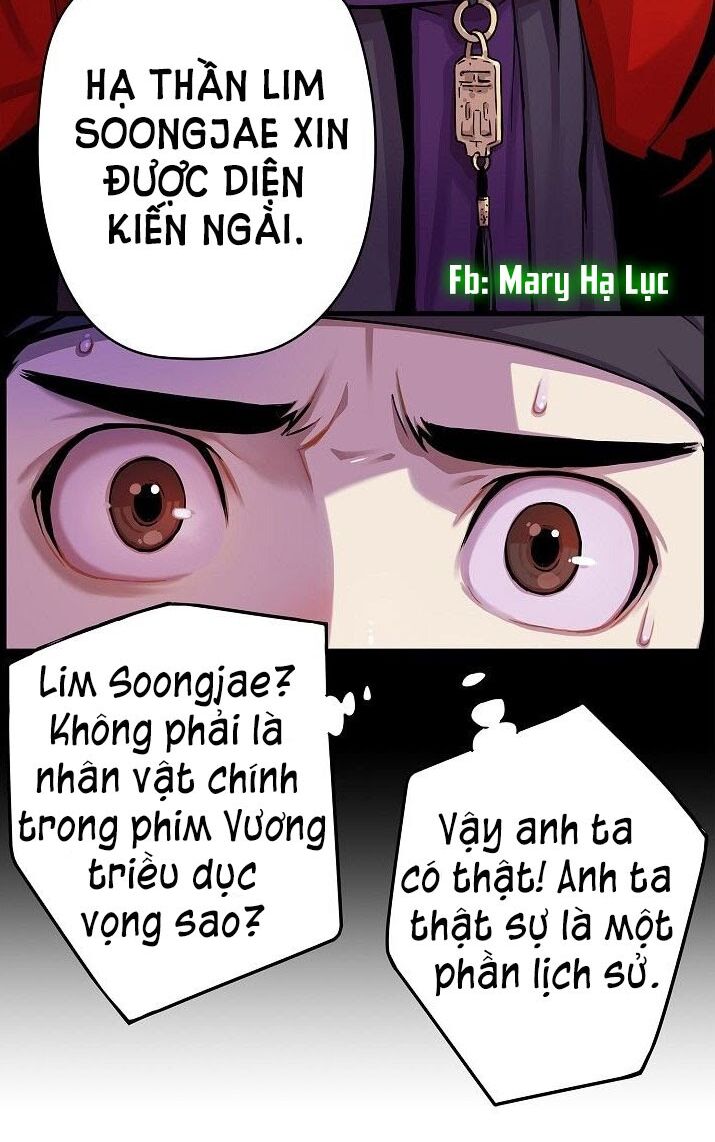 HẠ THẦN LIM
SOONGJAE XIN
ĐƯỢC DIỆN
KIẾN NGÀI.
Fb: Mary Hạ Lục
Lim Soongjae?
Không phải là
nhân vật chính
trong phim Vương
triều dục
vọng sao?
Vậy anh ta
có thật! Anh ta
thật sự là một
phần lịch sử.